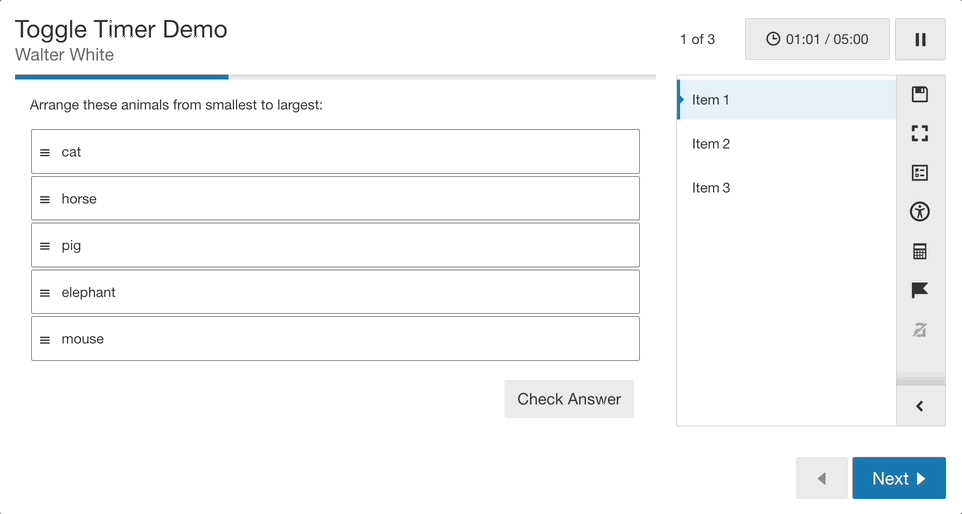 Toggle Timer Demo
Walter White
1 of 3
01:01 / 05:00
Arrange these animals from smallest to largest:
cat
horse
pig
elephant
mouse
Check Answer
Item 1
Item 2
Item 3
Next